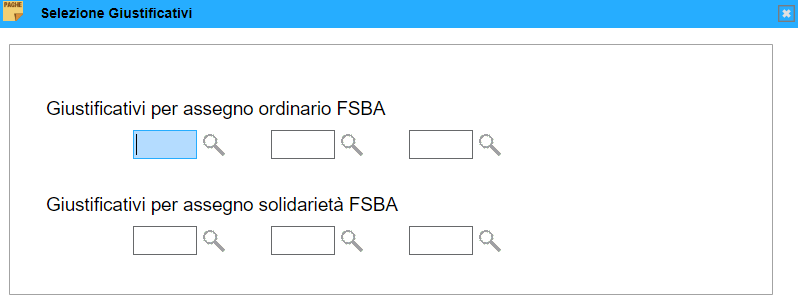 PAGHE
Selezione Giustificativi
Giustificativi per assegno ordinario FSBA
Giustificativi per assegno solidarietà FSBA